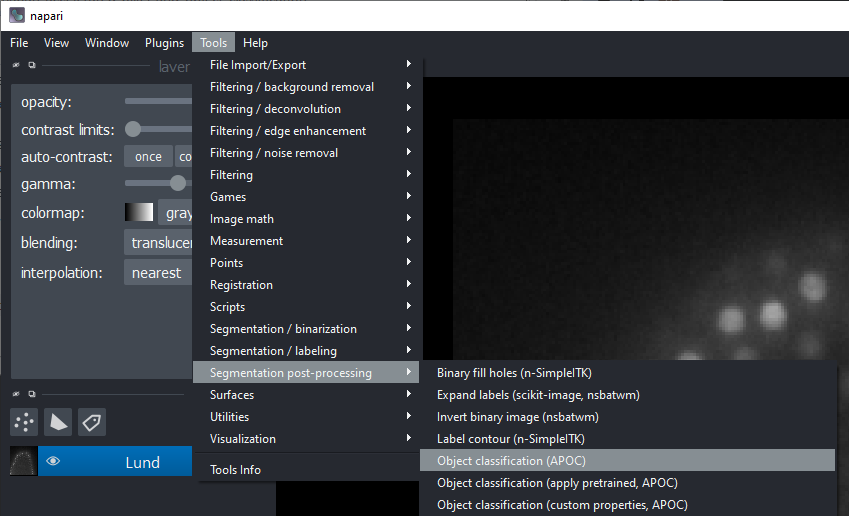 napari
File View Window Plugins Tools Help
layer
opacity:
contrast limits:
auto-contrast: once co
gamma:
colormap: gray
blending: translucen
interpolation: nearest
Lund
File Import/Export
Filtering / background removal
Filtering / deconvolution
Filtering / edge enhancement
Filtering / noise removal
Filtering
Games
Image math
Measurement
Points
Registration
Scripts
Segmentation / binarization
Segmentation / labeling
Segmentation post-processing
Surfaces
Utilities
Visualization
Tools Info
Binary fill holes (n-SimpleITK)
Expand labels (scikit-image, nsbatwm)
Invert binary image (nsbatwm)
Label contour (n-SimpleITK)
Object classification (APOC)
Object classification (apply pretrained, APOC)
Object classification (custom properties, APOC)